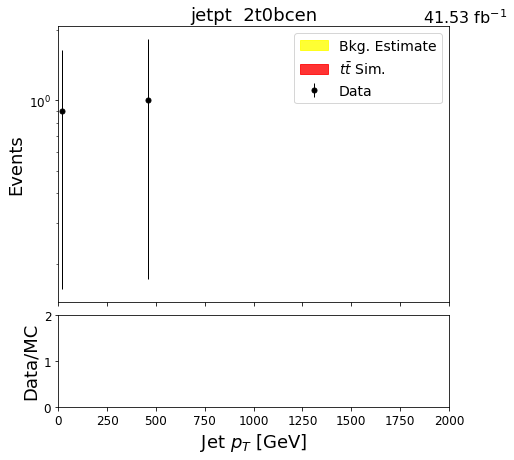 jetpt 2t0bcen
41.53 fb⁻¹
Bkg. Estimate
tt̄ Sim.
Data
Events
10⁰
Data/MC
2
1
0
0 250 500 750 1000 1250 1500 1750 2000
Jet p_T [GeV]